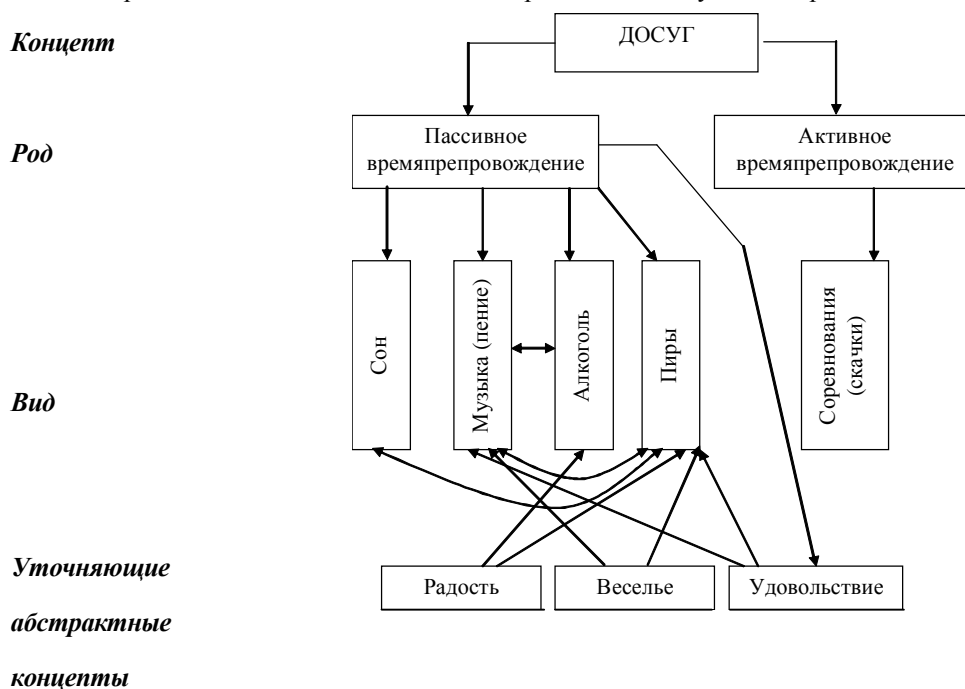 Концепт
ДОСУГ
Род
Пассивное
времяпрепровождение
Активное
времяпрепровождение
Вид
Сон
Музыка (пение)
Алкоголь
Пиры
Соревнования
(скачки)
Уточняющие
абстрактные
концепты
Радость
Веселье
Удовольствие